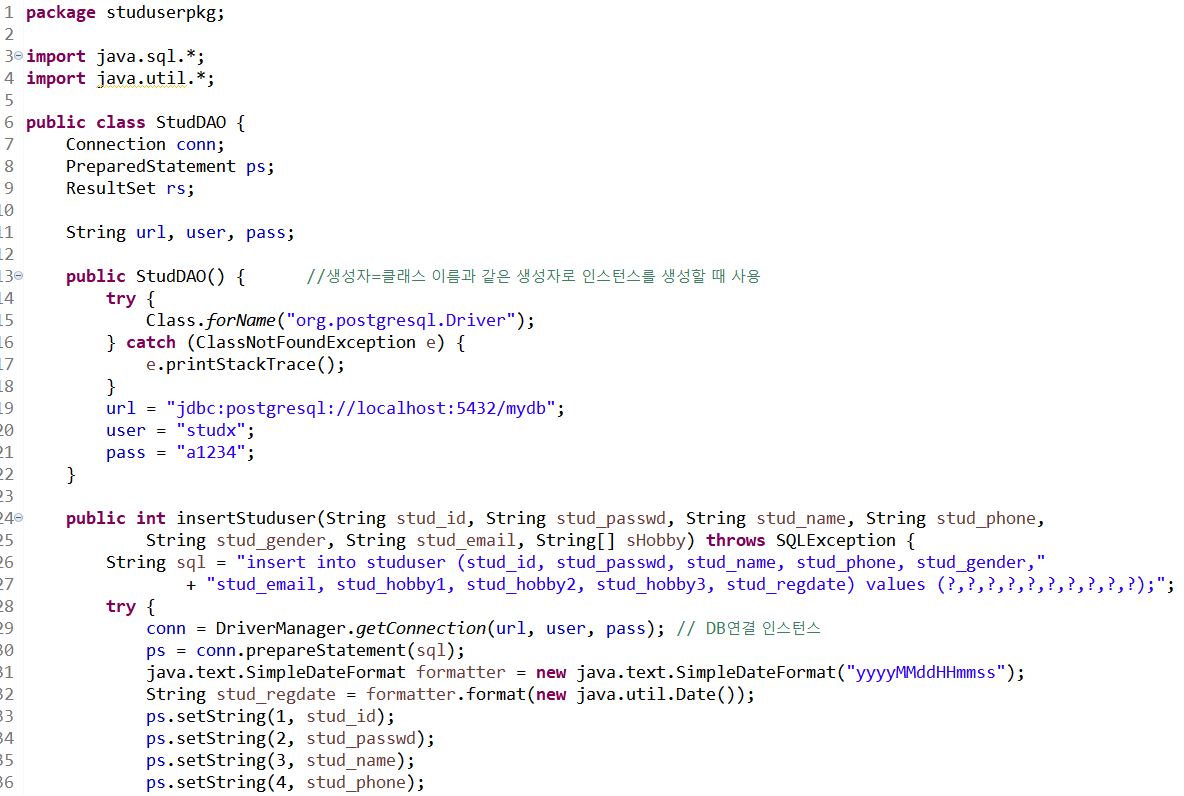 1 package studuserpkg;
2
3 import java.sql.*;
4 import java.util.*;
5
6 public class StudDAO {
7 Connection conn;
8 PreparedStatement ps;
9 ResultSet rs;
10
11 String url, user, pass;
12
13 public StudDAO() { //생성자=클래스 이름과 같은 생성자로 인스턴스를 생성할 때 사용
14 try {
15 Class.forName("org.postgresql.Driver");
16 } catch (ClassNotFoundException e) {
17 e.printStackTrace();
18 }
19 url = "jdbc:postgresql://localhost:5432/mydb";
20 user = "studx";
21 pass = "a1234";
22 }
23
24 public int insertStuduser(String stud_id, String stud_passwd, String stud_name, String stud_phone,
25 String stud_gender, String stud_email, String[] sHobby) throws SQLException {
26 String sql = "insert into studuser (stud_id, stud_passwd, stud_name, stud_phone, stud_gender,"
27 + "stud_email, stud_hobby1, stud_hobby2, stud_hobby3, stud_regdate) values (?,?,?,?,?,?,?,?,?,?);";
28 try {
29 conn = DriverManager.getConnection(url, user, pass); // DB연결 인스턴스
30 ps = conn.prepareStatement(sql);
31 java.text.SimpleDateFormat formatter = new java.text.SimpleDateFormat("yyyyMMddHHmmss");
32 String stud_regdate = formatter.format(new java.util.Date());
33 ps.setString(1, stud_id);
34 ps.setString(2, stud_passwd);
35 ps.setString(3, stud_name);
36 ps.setString(4, stud_phone);